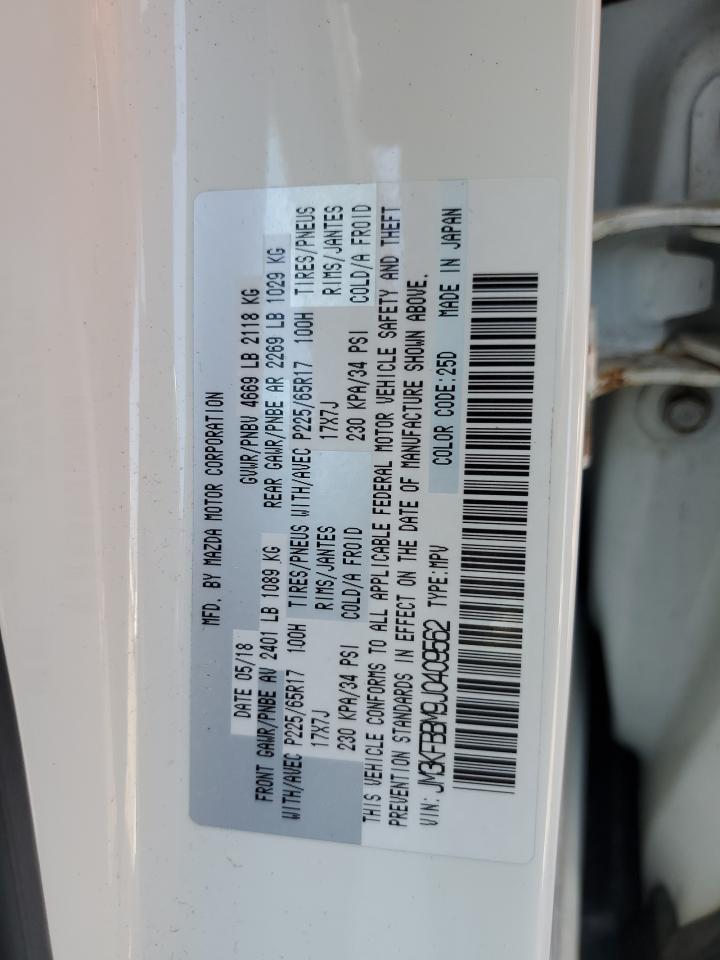 MFD. BY MAZDA MOTOR CORPORATION
DATE 05/18 GVWR/PNBV 4669 LB 2118 KG
FRONT GAWR/PNBE AV 2401 LB 1089 KG REAR GAWR/PNBE AR 2269 LB 1029 KG
WITH/AVEC P225/65R17 100H TIRES/PNEUS WITH/AVEC P225/65R17 100H TIRES/PNEUS
17X7J RIMS/JANTES 17X7J RIMS/JANTES
230 KPA/34 PSI COLD/A FROID 230 KPA/34 PSI COLD/A FROID
THIS VEHICLE CONFORMS TO ALL APPLICABLE FEDERAL MOTOR VEHICLE SAFETY AND THEFT
PREVENTION STANDARDS IN EFFECT ON THE DATE OF MANUFACTURE SHOWN ABOVE.
VIN: JM3KFBBM9J0409562 TYPE:MPV COLOR CODE:25D MADE IN JAPAN